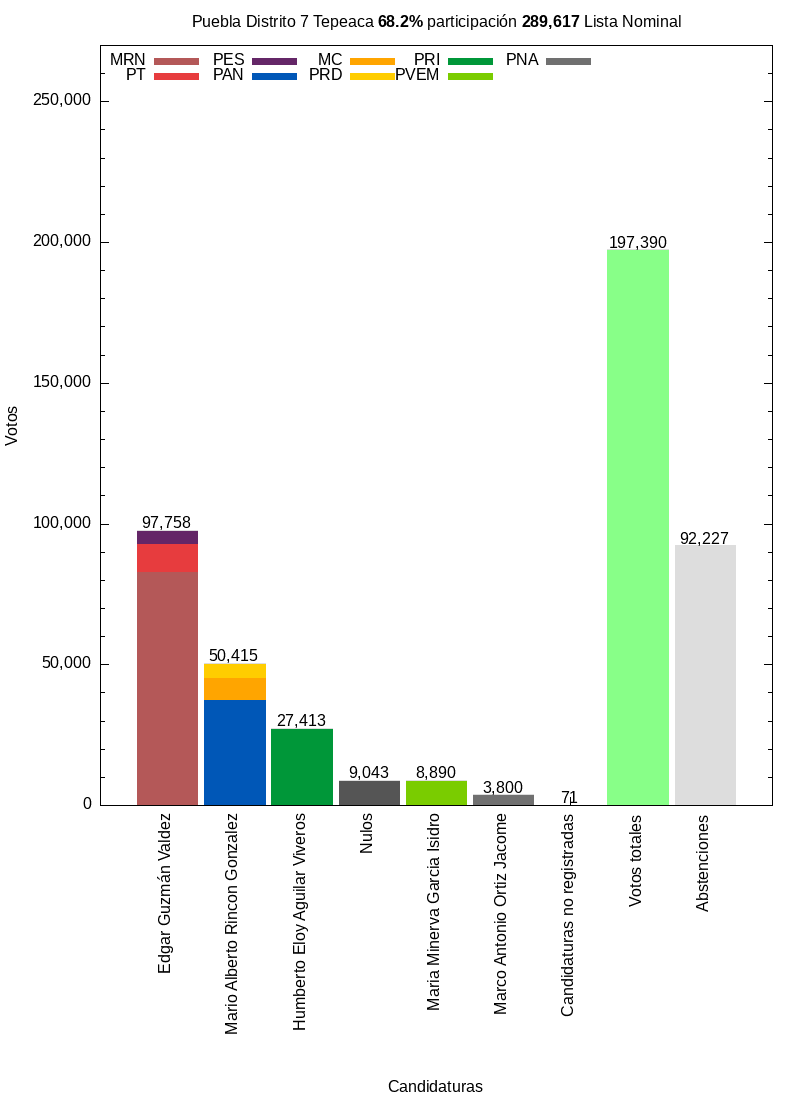 Puebla Distrito 7 Tepeaca 68.2% participación 289,617 Lista Nominal
MRN PES MC PRI PNA
PT PAN PRD PVEM
250,000
200,000
150,000
100,000
50,000
0
Votos
97,758
50,415
27,413
9,043
8,890
3,800
71
197,390
92,227
Edgar Guzmán Valdez
Mario Alberto Rincon Gonzalez
Humberto Eloy Aguilar Viveros
Nulos
Maria Minerva Garcia Isidro
Marco Antonio Ortiz Jacome
Candidaturas no registradas
Votos totales
Abstenciones
Candidaturas